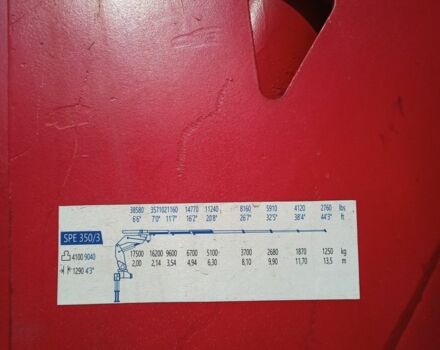 38580 35710 21160 14770 11240 8160 5910 4120 2760 lbs
6'6" 7'0" 11'7" 16'2" 20'8" 26'7" 32'5" 38'4" 44'3" ft
SPE 350/3
4100 9040
17500 16200 9600 6700 5100 3700 2680 1870 1250 kg
1290 4'3"
2,00 2,14 3,54 4,94 6,30 8,10 9,90 11,70 13,5 m